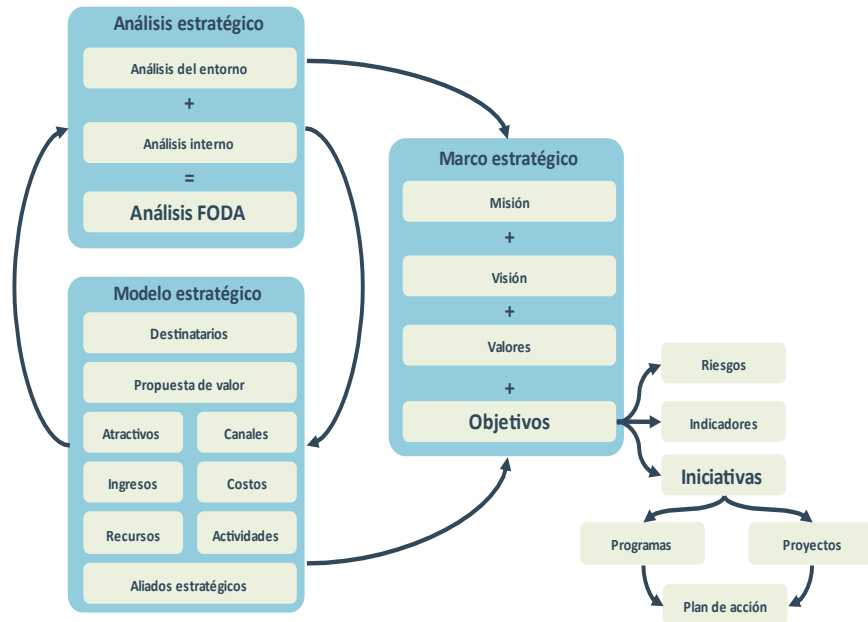 Análisis estratégico
Análisis del entorno
+
Análisis interno
=
Análisis FODA
Modelo estratégico
Destinatarios
Propuesta de valor
Atractivos
Canales
Ingresos
Costos
Recursos
Actividades
Aliados estratégicos
Marco estratégico
Misión
+
Visión
+
Valores
+
Objetivos
Riesgos
Indicadores
Iniciativas
Programas
Proyectos
Plan de acción